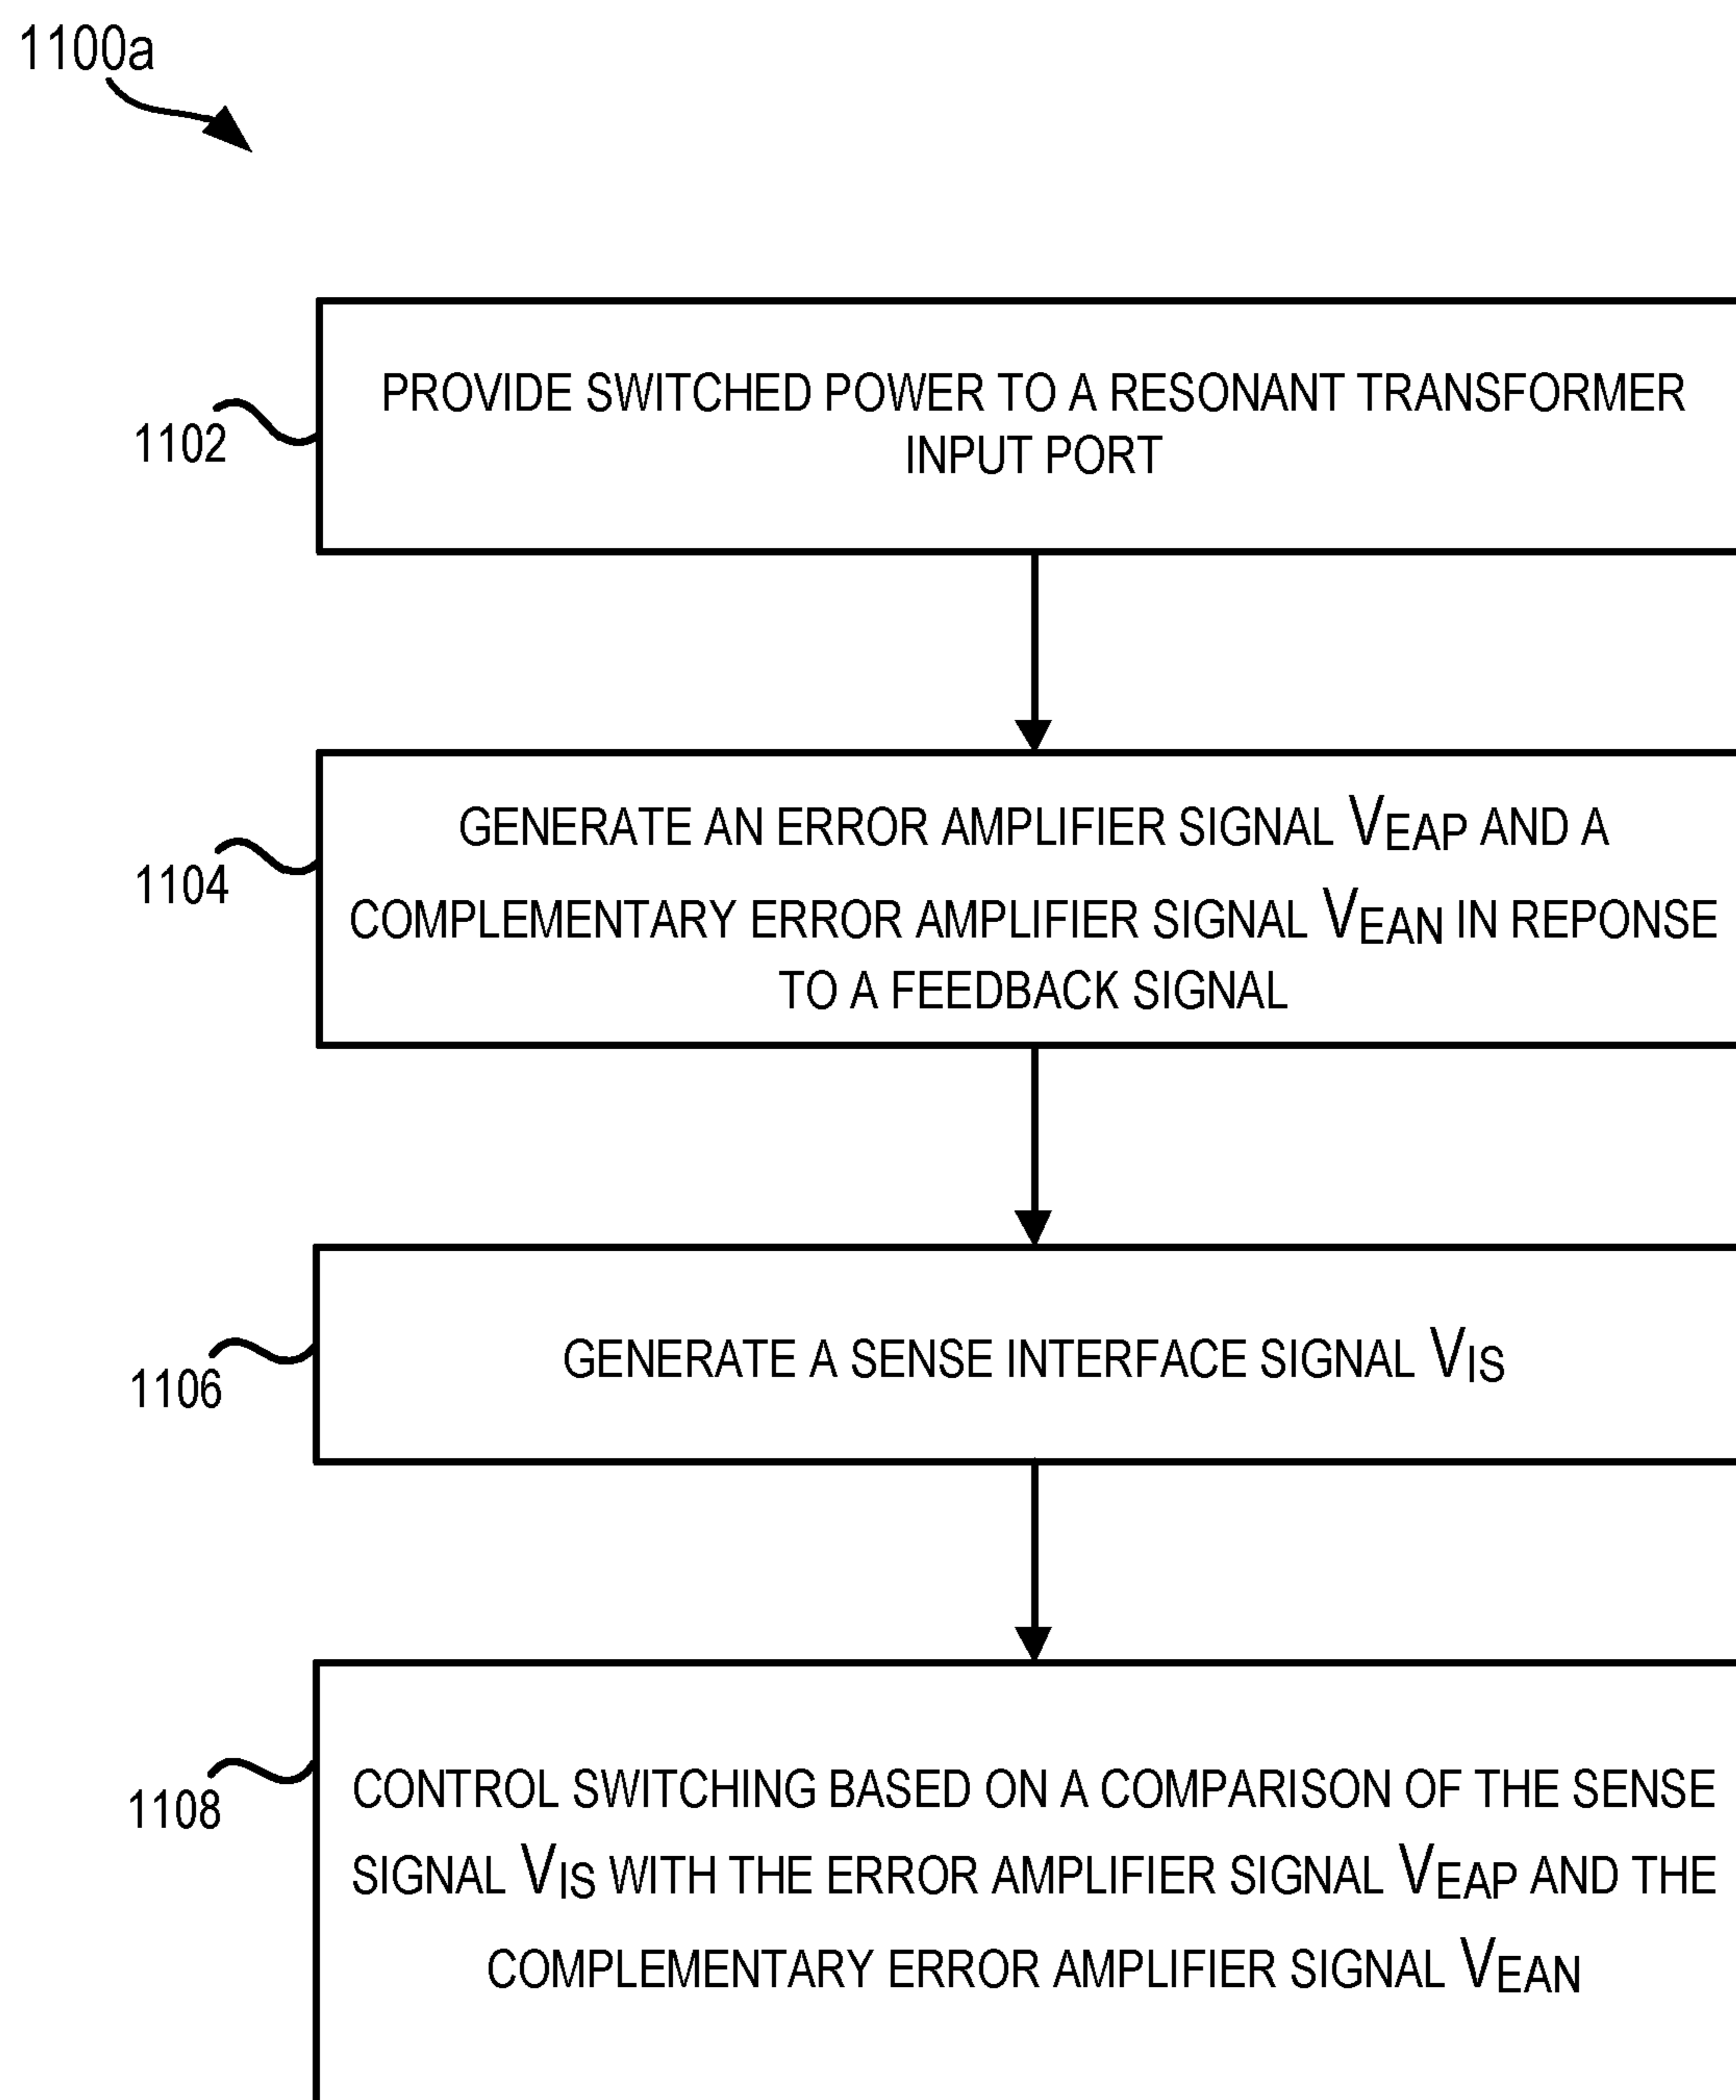 1100a
PROVIDE SWITCHED POWER TO A RESONANT TRANSFORMER
INPUT PORT
1102
GENERATE AN ERROR AMPLIFIER SIGNAL VEAP AND A
COMPLEMENTARY ERROR AMPLIFIER SIGNAL VEAN IN REPONSE
TO A FEEDBACK SIGNAL
1104
GENERATE A SENSE INTERFACE SIGNAL VIS
1106
CONTROL SWITCHING BASED ON A COMPARISON OF THE SENSE
SIGNAL VIS WITH THE ERROR AMPLIFIER SIGNAL VEAP AND THE
COMPLEMENTARY ERROR AMPLIFIER SIGNAL VEAN
1108